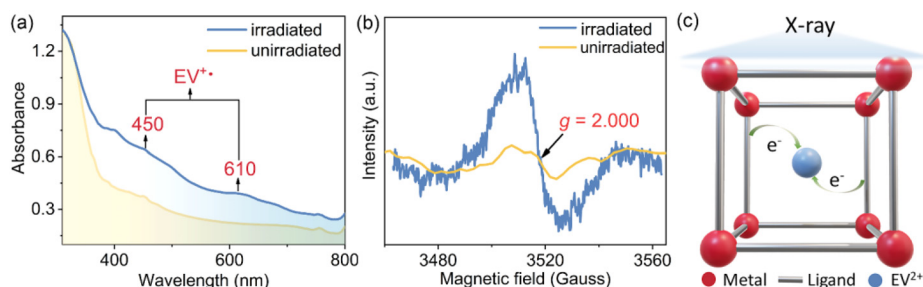 (a)
irradiated
unirradiated
EV⁺•
450
610
1.2
0.9
0.6
0.3
Absorbance
400
600
800
Wavelength (nm)
(b)
irradiated
unirradiated
g = 2.000
Intensity (a.u.)
3480
3520
3560
Magnetic field (Gauss)
(c)
X-ray
e⁻
e⁻
Metal
Ligand
EV²⁺